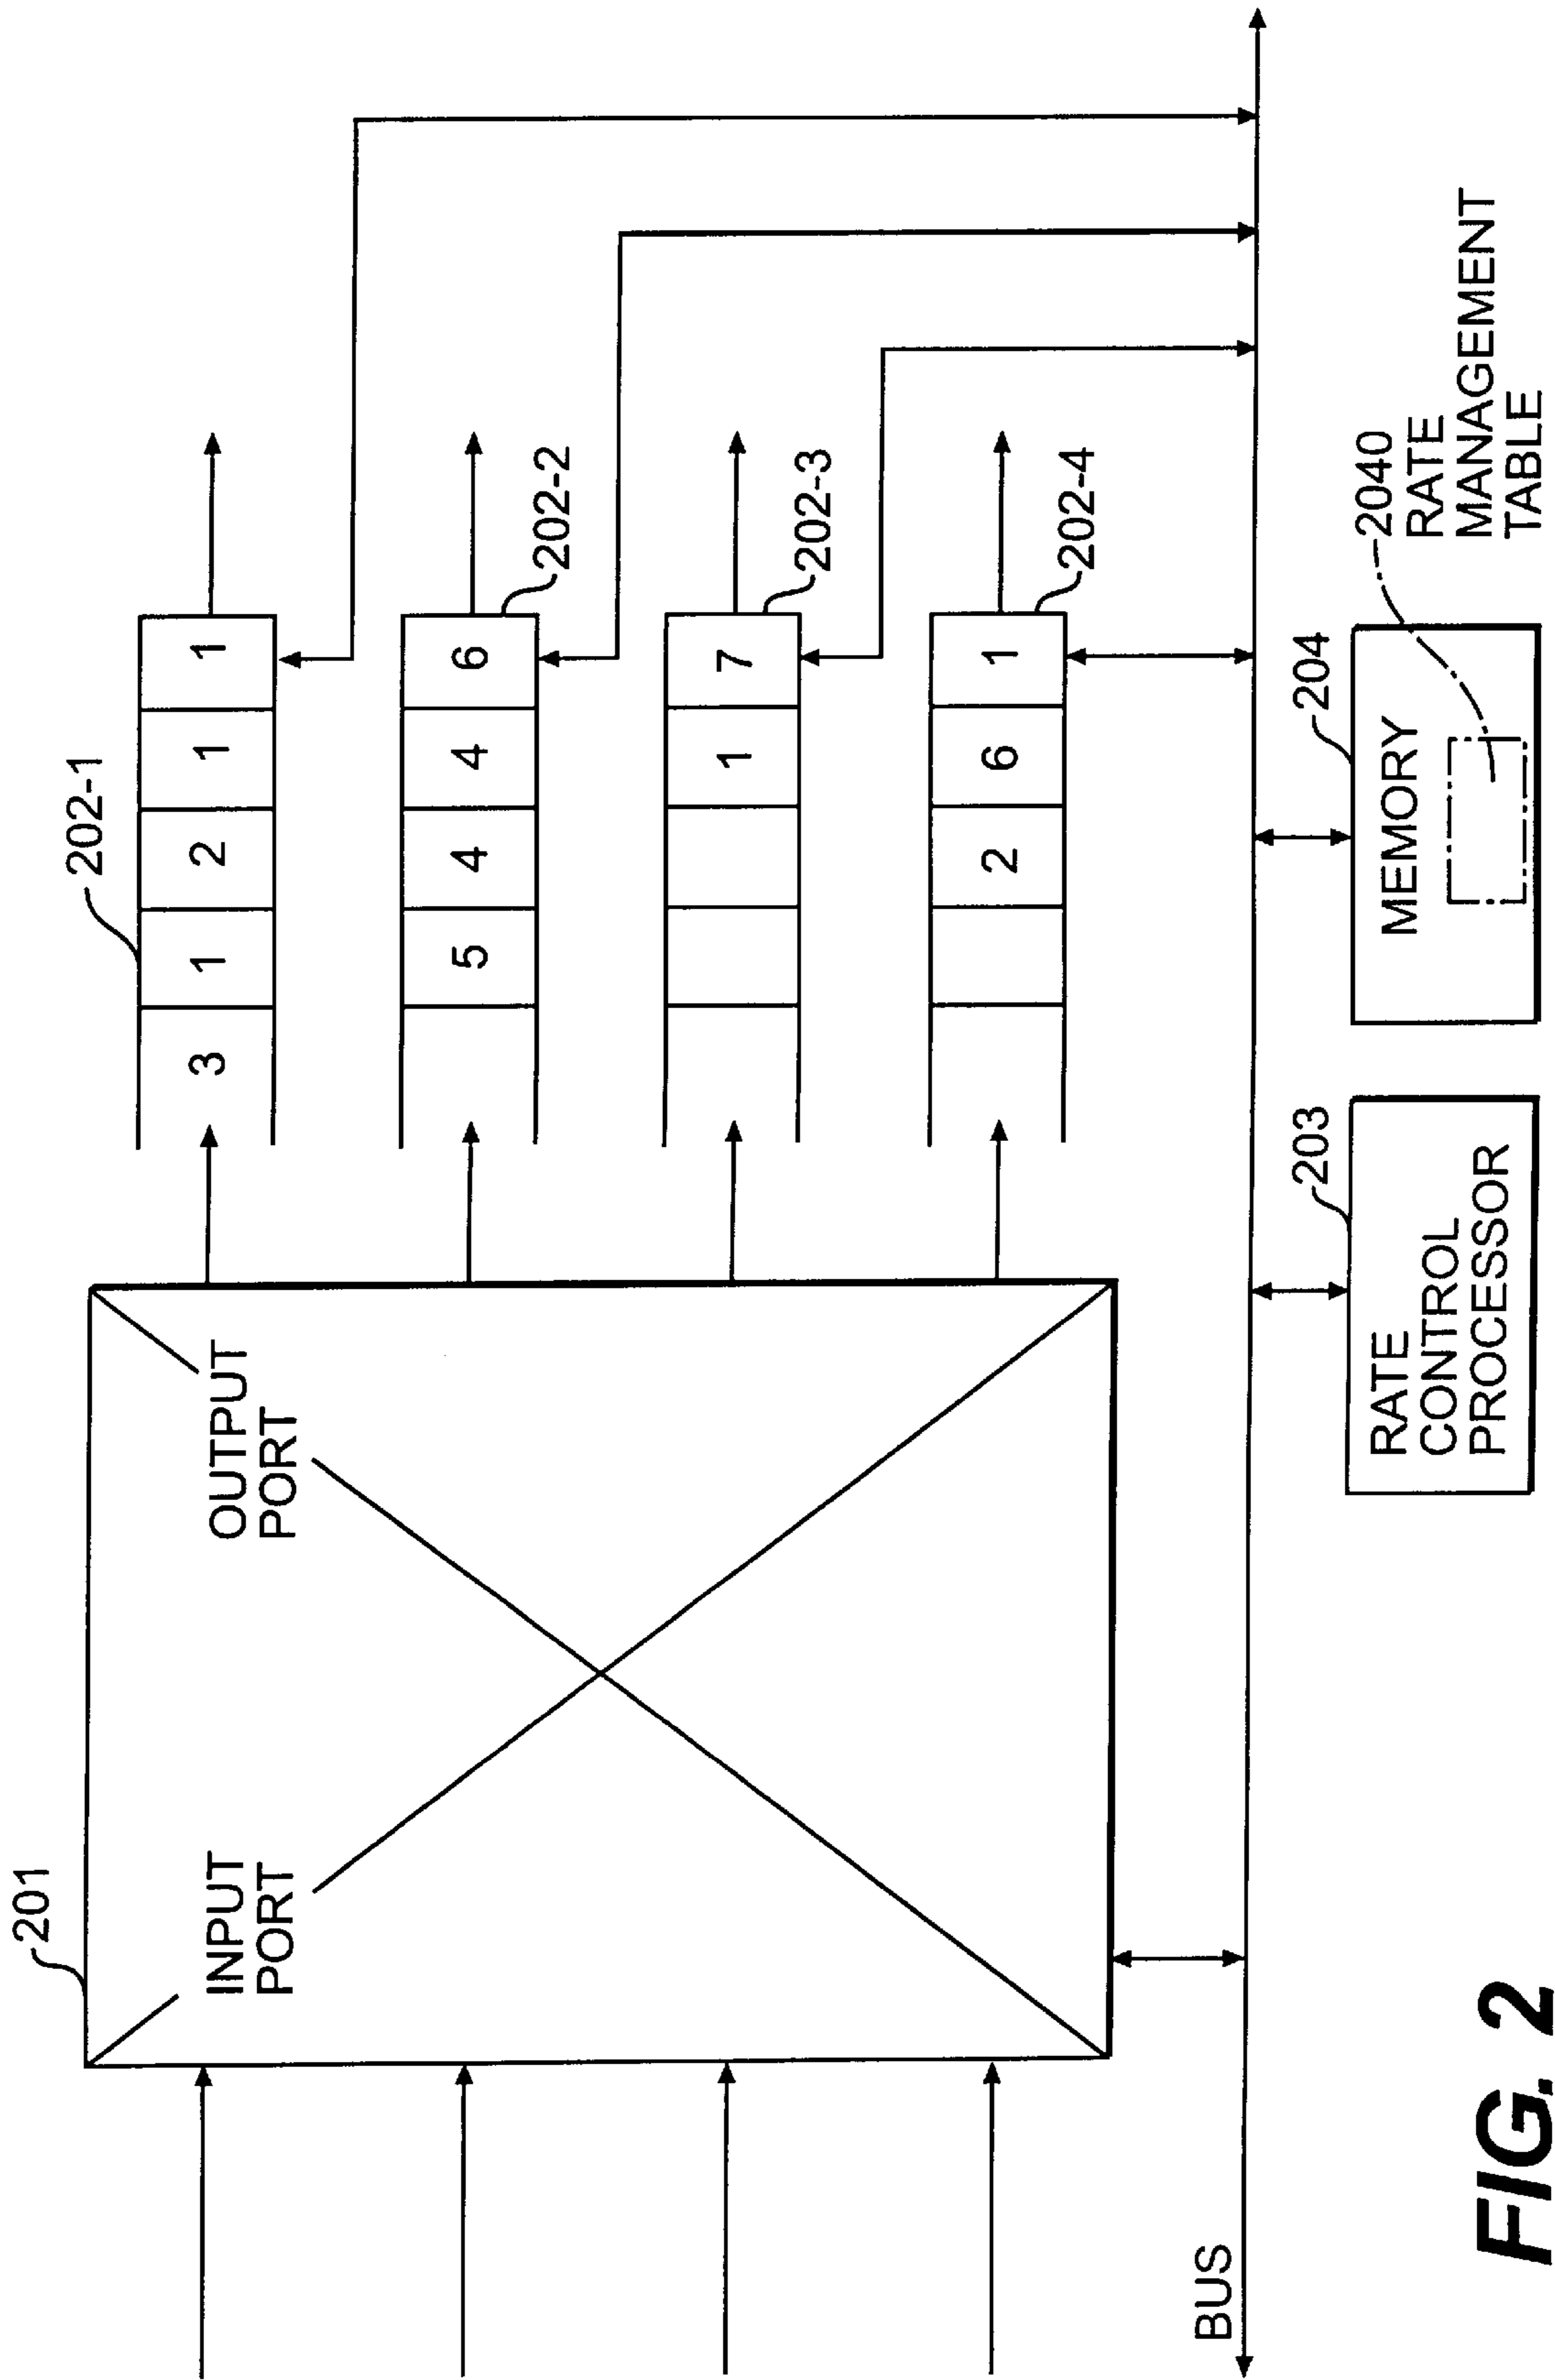 201
INPUT
PORT
OUTPUT
PORT
202-1
3 1 2 1 1
5 4 4 6
202-2
1 7
202-3
2 6 1
202-4
BUS
203
RATE
CONTROL
PROCESSOR
204
MEMORY
2040
RATE
MANAGEMENT
TABLE
FIG. 2